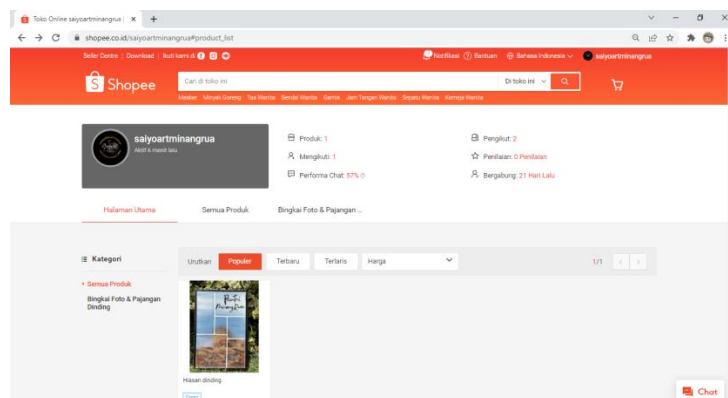 Toko Online saiyoartminangrua |
shopee.co.id/saiyoartminangrua#product_list
Seller Centre | Download | Ikuti kami di
Notifikasi Bantuan Bahasa Indonesia saiyoartminangrua
Shopee
Cari di toko ini
Di toko ini
Masker Minyak Goreng Tas Wanita Sendal Wanita Gamis Jam Tangan Wanita Sepatu Wanita Kemeja Wanita
saiyoartminangrua
Aktif 6 menit lalu
Produk: 1
Pengikut: 2
Mengikuti: 1
Penilaian: 0 Penilaian
Performa Chat: 57%
Bergabung: 21 Hari Lalu
Halaman Utama Semua Produk Bingkai Foto & Pajangan ...
Kategori
Semua Produk
Bingkai Foto & Pajangan
Dinding
Urutkan Populer Terbaru Terlaris Harga
1/1
Hiasan dinding
Chat